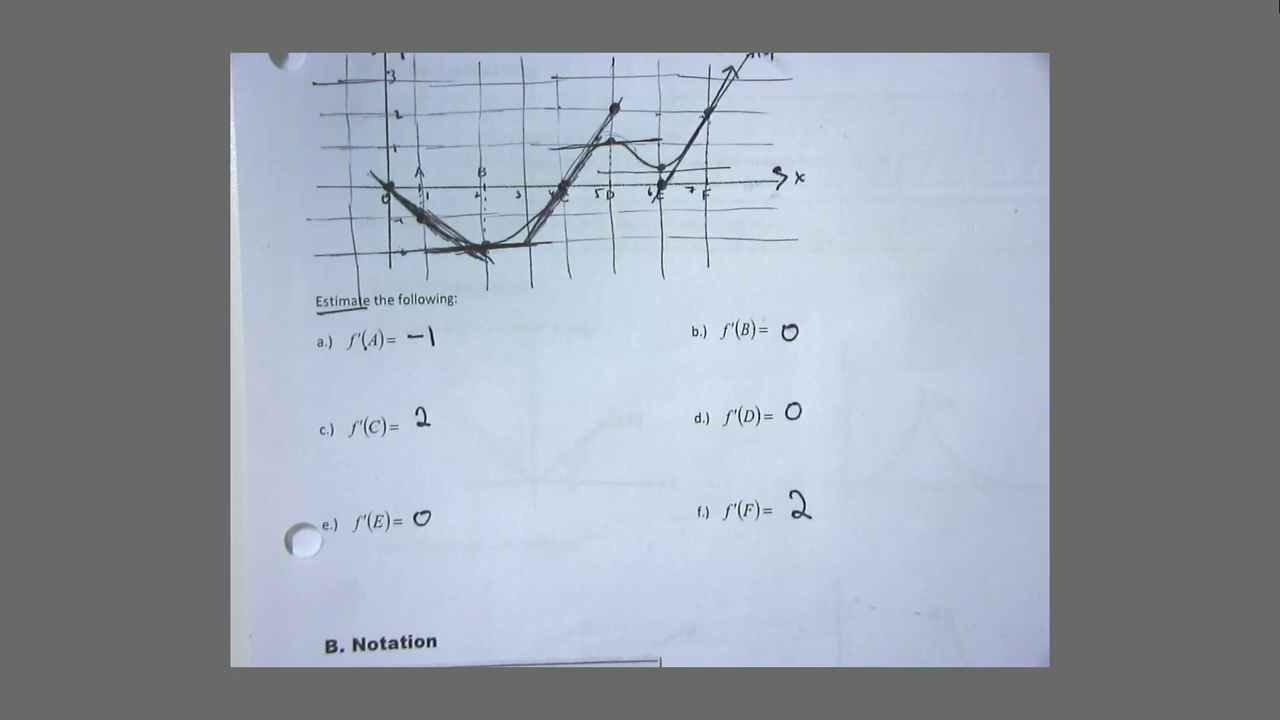 3
2
1
A B
x
0 1 2 3 4 C 5 D 6 E 7 F
-1
Estimate the following:
a.) f'(A)= -1 b.) f'(B)= 0
c.) f'(C)= 2 d.) f'(D)= 0
e.) f'(E)= 0 f.) f'(F)= 2
B. Notation